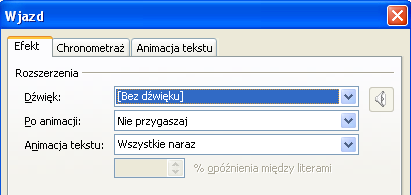 Wjazd
Efekt Chronometraż Animacja tekstu
Rozszerzenia
Dźwięk: [Bez dźwięku]
Po animacji: Nie przygaszaj
Animacja tekstu: Wszystkie naraz
% opóźnienia między literami